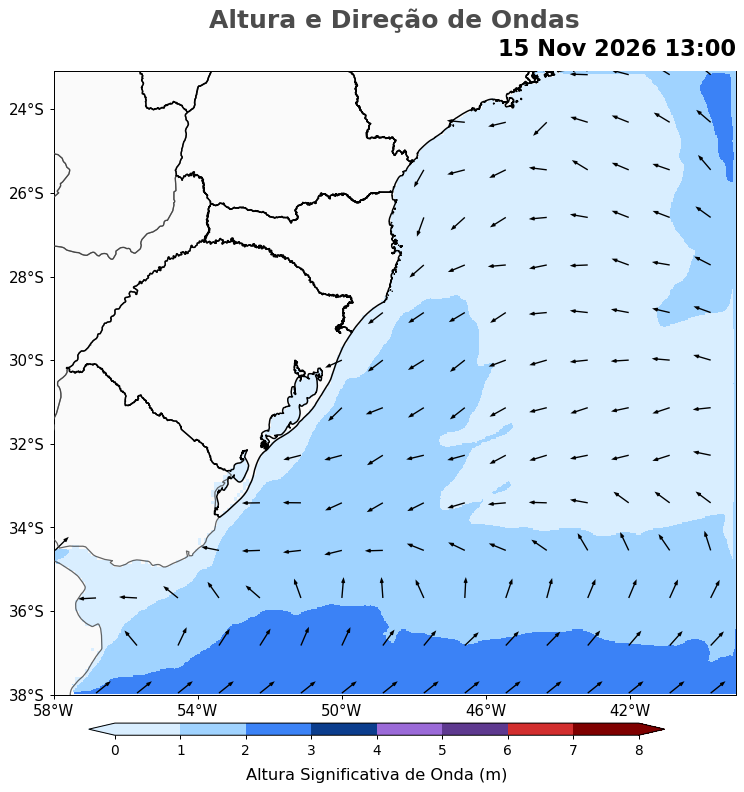 Altura e Direção de Ondas
15 Nov 2026 13:00
24°S
26°S
28°S
30°S
32°S
34°S
36°S
38°S
58°W 54°W 50°W 46°W 42°W
0 1 2 3 4 5 6 7 8
Altura Significativa de Onda (m)